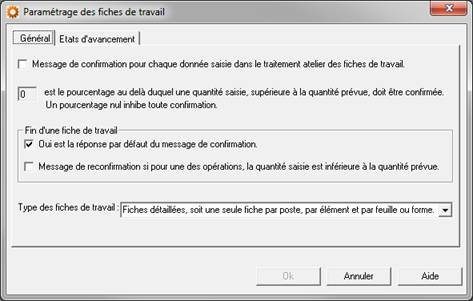 Paramétrage des fiches de travail
Général
Etats d'avancement
Message de confirmation pour chaque donnée saisie dans le traitement atelier des fiches de travail.
0
est le pourcentage au delà duquel une quantité saisie, supérieure à la quantité prévue, doit être confirmée.
Un pourcentage nul inhibe toute confirmation.
Fin d'une fiche de travail
Oui est la réponse par défaut du message de confirmation.
Message de reconfirmation si pour une des opérations, la quantité saisie est inférieure à la quantité prévue.
Type des fiches de travail :
Fiches détaillées, soit une seule fiche par poste, par élément et par feuille ou forme.
Ok
Annuler
Aide